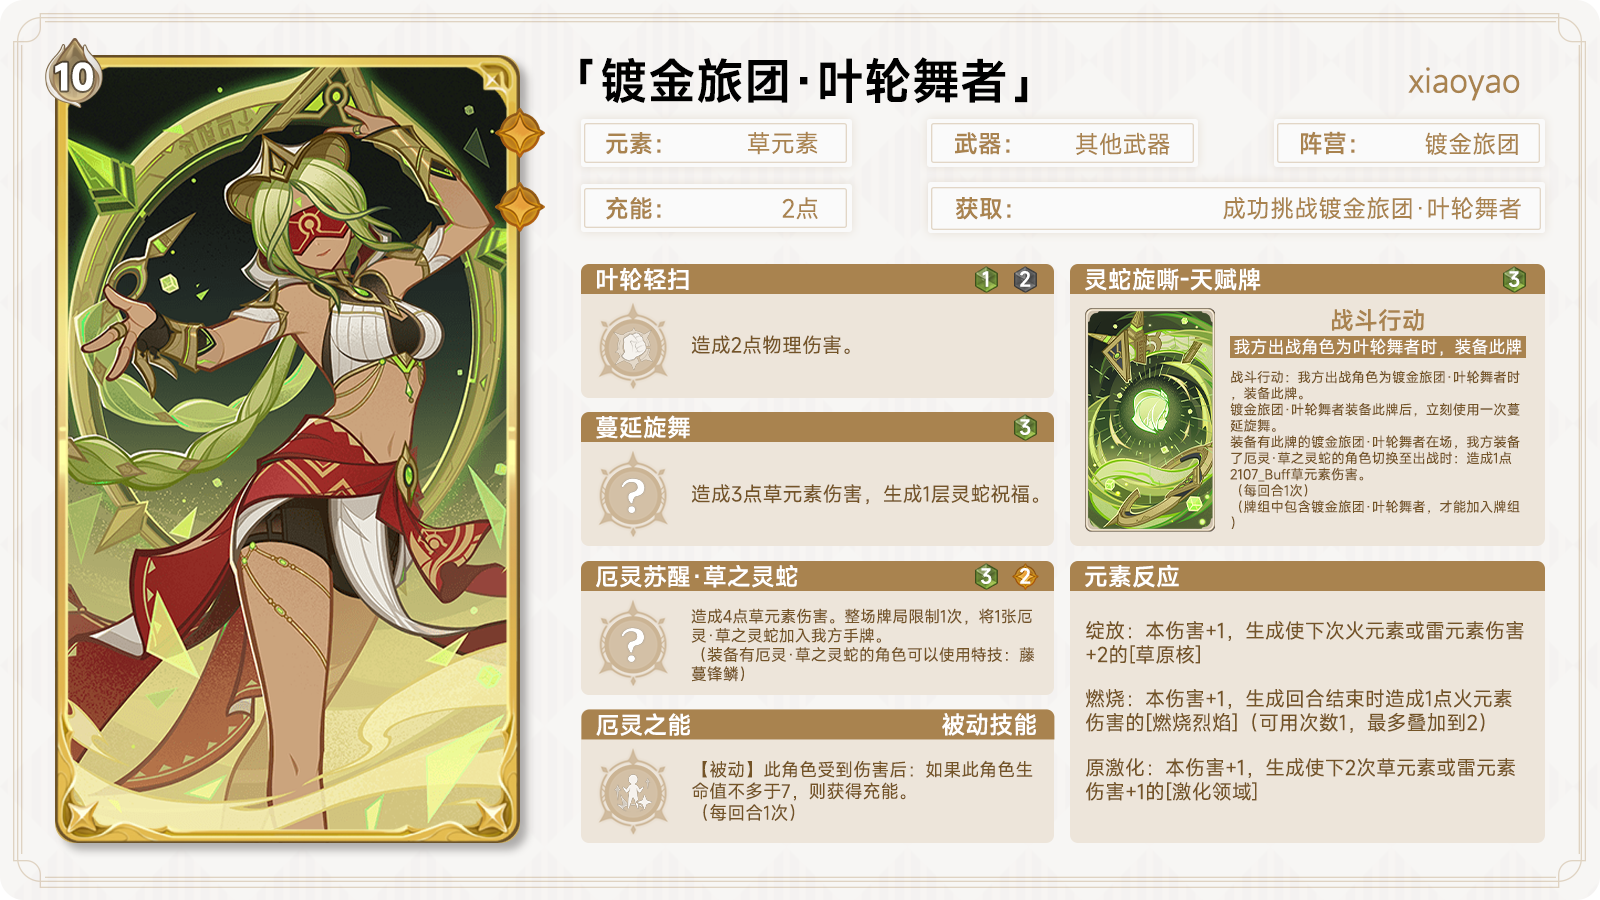 10
「镀金旅团·叶轮舞者」
xiaoyao
元素： 草元素
武器： 其他武器
阵营： 镀金旅团
充能： 2点
获取： 成功挑战镀金旅团·叶轮舞者
叶轮轻扫 1 2
造成2点物理伤害。
蔓延旋舞 3
?
造成3点草元素伤害，生成1层灵蛇祝福。
厄灵苏醒·草之灵蛇 3 2
?
造成4点草元素伤害。整场牌局限制1次，将1张厄
灵·草之灵蛇加入我方手牌。
（装备有厄灵·草之灵蛇的角色可以使用特技：藤
蔓锋鳞）
厄灵之能 被动技能
【被动】此角色受到伤害后：如果此角色生
命值不多于7，则获得充能。
（每回合1次）
灵蛇旋嘶-天赋牌 3
战斗行动
我方出战角色为叶轮舞者时，装备此牌
战斗行动：我方出战角色为镀金旅团·叶轮舞者时
，装备此牌。
镀金旅团·叶轮舞者装备此牌后，立刻使用一次蔓
延旋舞。
装备有此牌的镀金旅团·叶轮舞者在场，我方装备
了厄灵·草之灵蛇的角色切换至出战时：造成1点
2107_Buff草元素伤害。
（每回合1次）
（牌组中包含镀金旅团·叶轮舞者，才能加入牌组
）
元素反应
绽放：本伤害+1，生成使下次火元素或雷元素伤害
+2的[草原核]
燃烧：本伤害+1，生成回合结束时造成1点火元素
伤害的[燃烧烈焰]（可用次数1，最多叠加到2）
原激化：本伤害+1，生成使下2次草元素或雷元素
伤害+1的[激化领域]